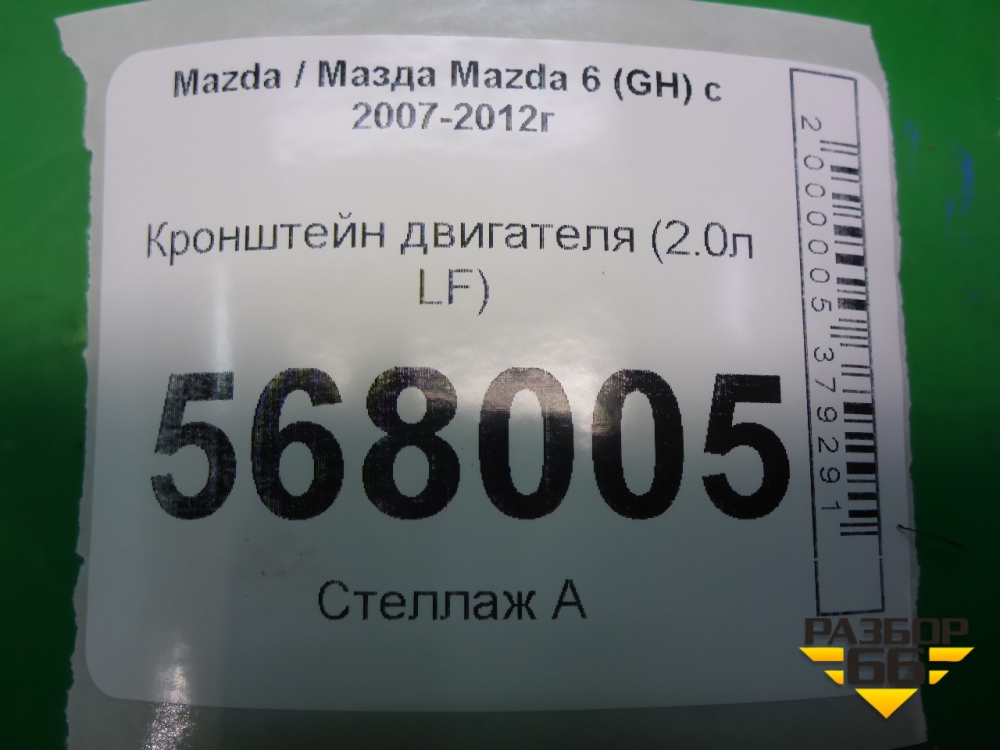 Mazda / Мазда Mazda 6 (GH) с
2007-2012г
Кронштейн двигателя (2.0л
LF)
568005
Стеллаж А
2000005379291
РАЗБОР
66